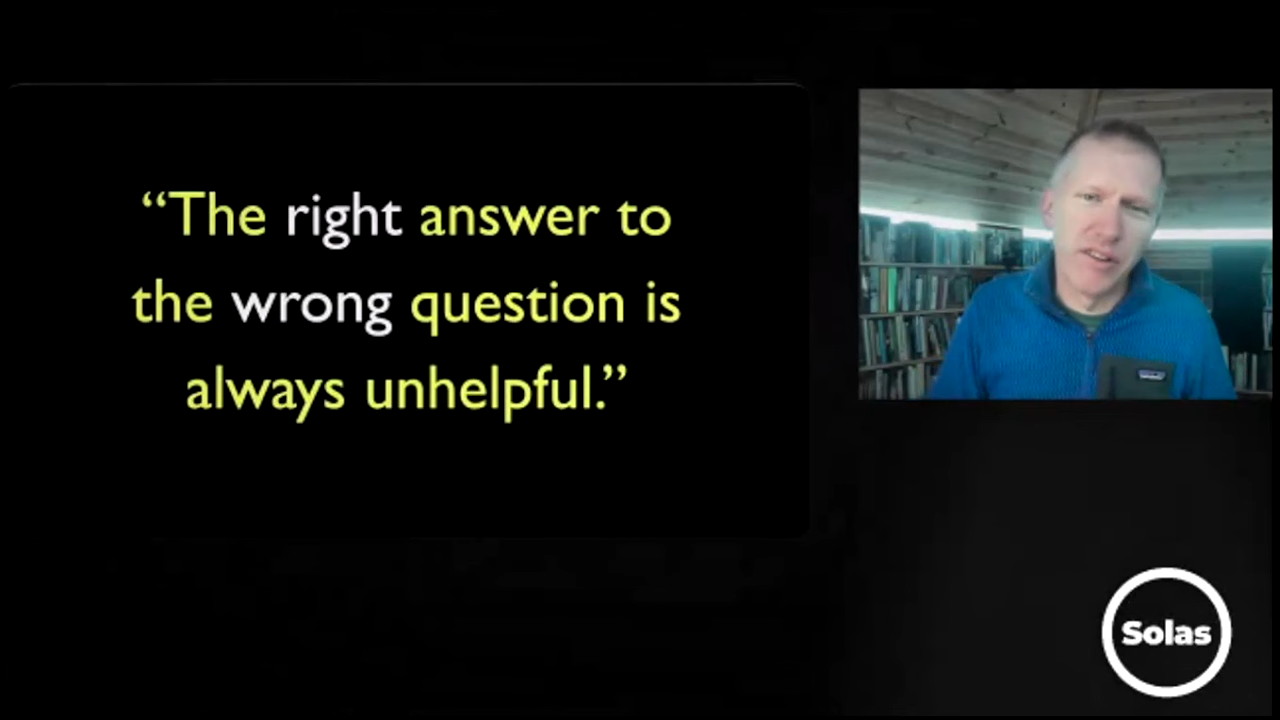 “The right answer to
the wrong question is
always unhelpful.”
Solas